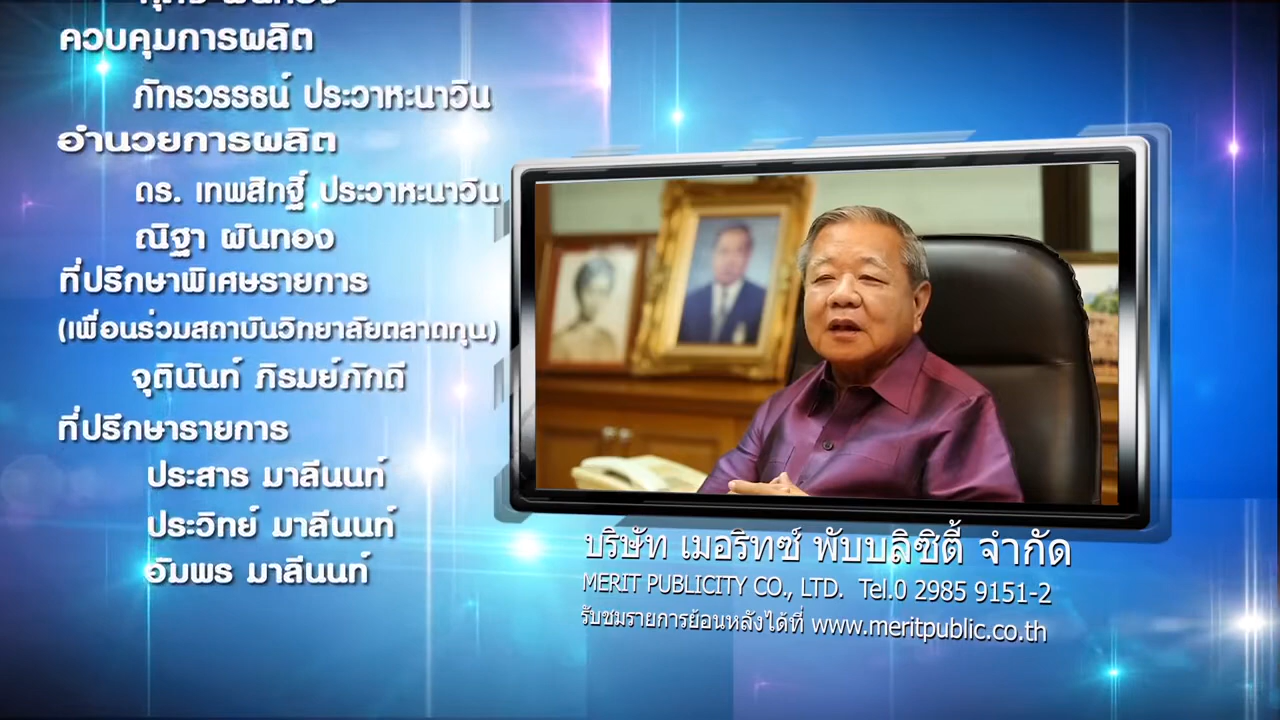 ควบคุมการผลิต
ภัทรวรรธน์ ประวาหะนาวิน
อำนวยการผลิต
ดร. เทพสิทฐิ์ ประวาหะนาวิน
ณิฐา ผันทอง
ที่ปรึกษาพิเศษรายการ
(เพื่อนร่วมสถาบันวิทยาลัยตลาดทุน)
จุตินันท์ ภิรมย์ภักดี
ที่ปรึกษารายการ
ประสาร มาลีนนท์
ประวิทย์ มาลีนนท์
อัมพร มาลีนนท์
บริษัท เมอริทซ์ พับบลิซิตี้ จำกัด
MERIT PUBLICITY CO., LTD. Tel.0 2985 9151-2
รับชมรายการย้อนหลังได้ที่ www.meritpublic.co.th